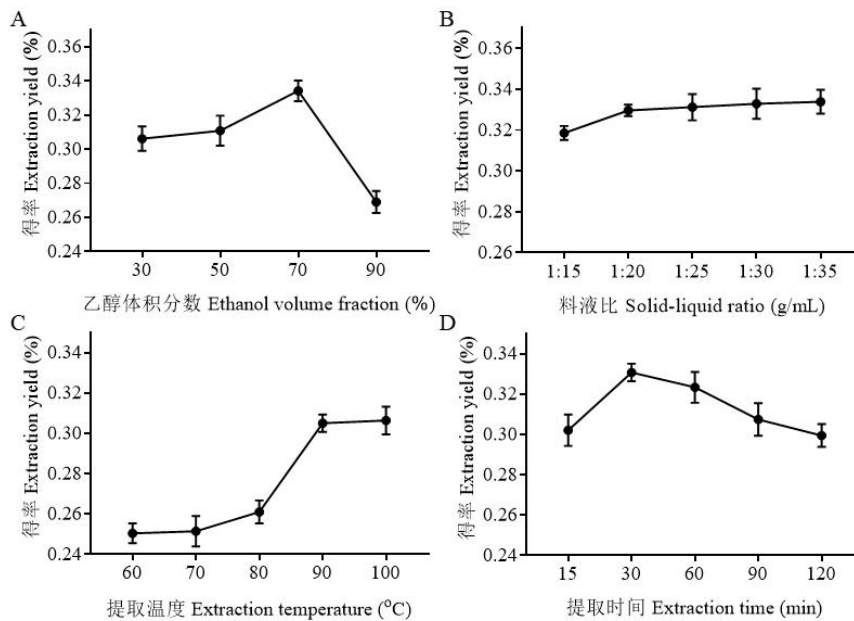 A
得率 Extraction yield (%)
0.36
0.34
0.32
0.30
0.28
0.26
0.24
30 50 70 90
乙醇体积分数 Ethanol volume fraction (%)
B
得率 Extraction yield (%)
0.36
0.34
0.32
0.30
0.28
0.26
1:15 1:20 1:25 1:30 1:35
料液比 Solid-liquid ratio (g/mL)
C
得率 Extraction yield (%)
0.34
0.32
0.30
0.28
0.26
0.24
60 70 80 90 100
提取温度 Extraction temperature (⁰C)
D
得率 Extraction yield (%)
0.34
0.32
0.30
0.28
0.26
0.24
15 30 60 90 120
提取时间 Extraction time (min)